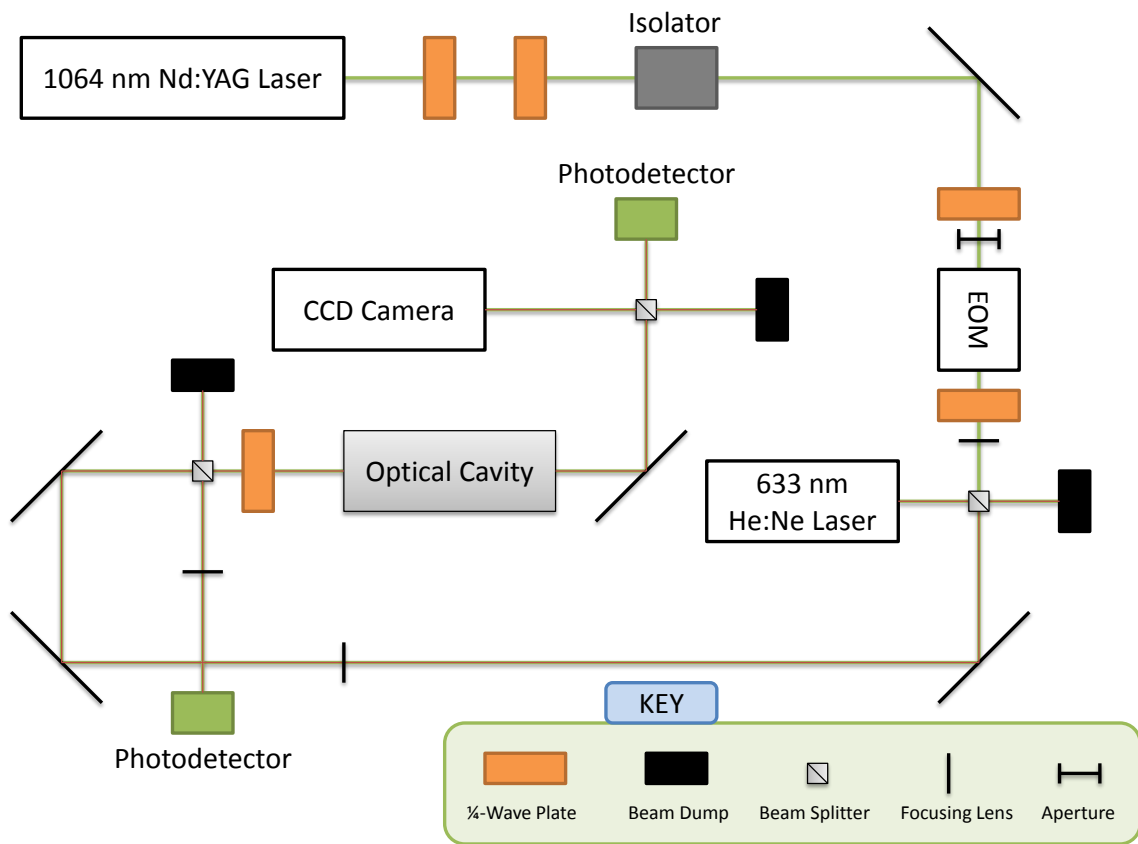 Isolator
1064 nm Nd:YAG Laser
Photodetector
CCD Camera
EOM
Optical Cavity
633 nm
He:Ne Laser
Photodetector
KEY
¼-Wave Plate
Beam Dump
Beam Splitter
Focusing Lens
Aperture